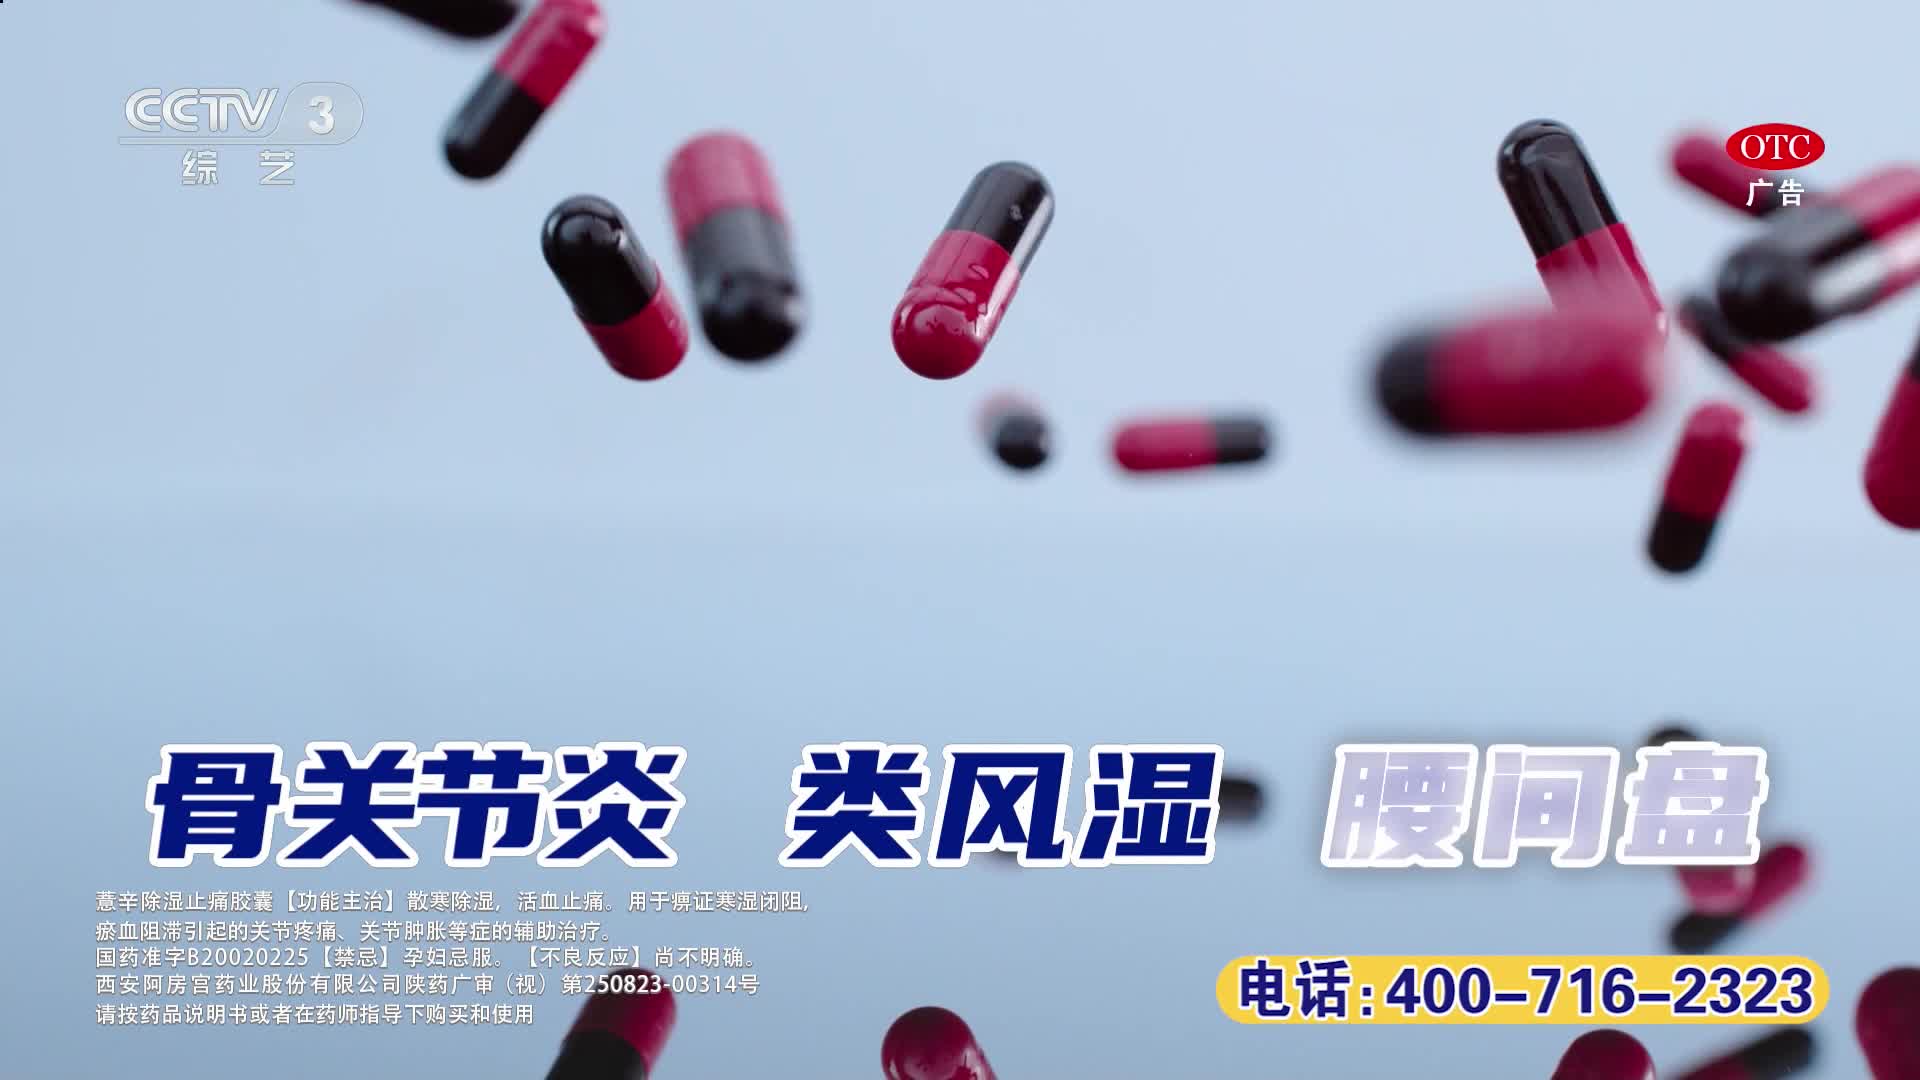 CCTV 3
综艺
OTC
广告
骨关节炎 类风湿 腰间盘
薏辛除湿止痛胶囊【功能主治】散寒除湿，活血止痛。用于痹证寒湿闭阻，
瘀血阻滞引起的关节疼痛、关节肿胀等症的辅助治疗。
国药准字B20020225【禁忌】孕妇忌服。【不良反应】尚不明确。
西安阿房宫药业股份有限公司陕药广审（视）第250823-00314号
请按药品说明书或者在药师指导下购买和使用
电话：400-716-2323